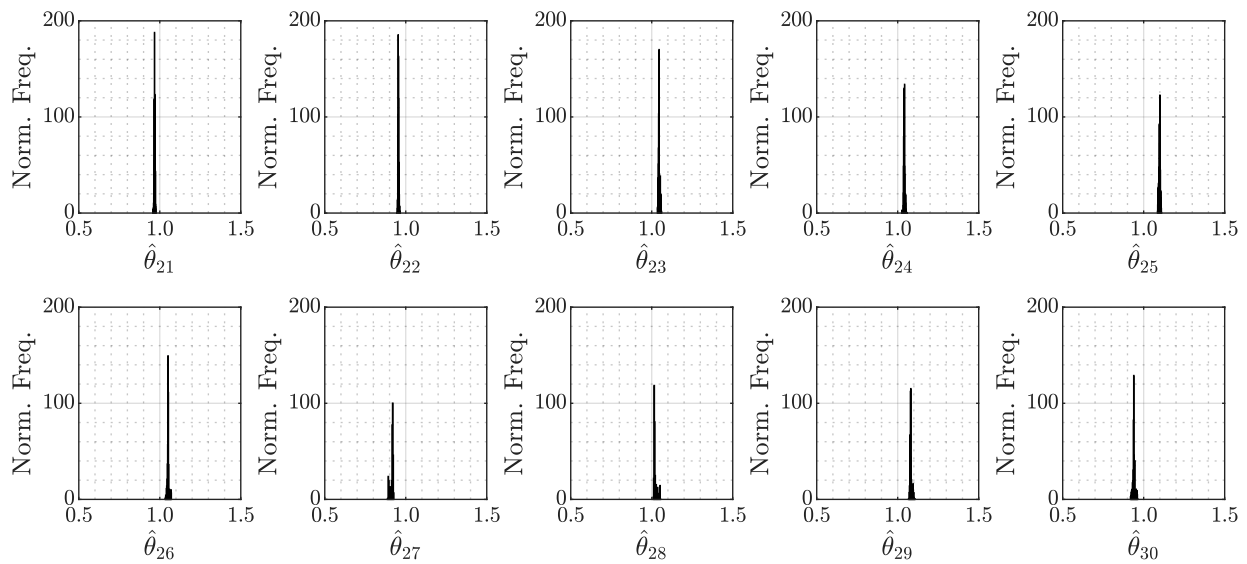 200 200 200 200 200
Norm. Freq. Norm. Freq. Norm. Freq. Norm. Freq. Norm. Freq.
100 100 100 100 100
0 0 0 0 0
0.5 1.0 1.5 0.5 1.0 1.5 0.5 1.0 1.5 0.5 1.0 1.5 0.5 1.0 1.5
θ̂₂₁ θ̂₂₂ θ̂₂₃ θ̂₂₄ θ̂₂₅
200 200 200 200 200
Norm. Freq. Norm. Freq. Norm. Freq. Norm. Freq. Norm. Freq.
100 100 100 100 100
0 0 0 0 0
0.5 1.0 1.5 0.5 1.0 1.5 0.5 1.0 1.5 0.5 1.0 1.5 0.5 1.0 1.5
θ̂₂₆ θ̂₂₇ θ̂₂₈ θ̂₂₉ θ̂₃₀